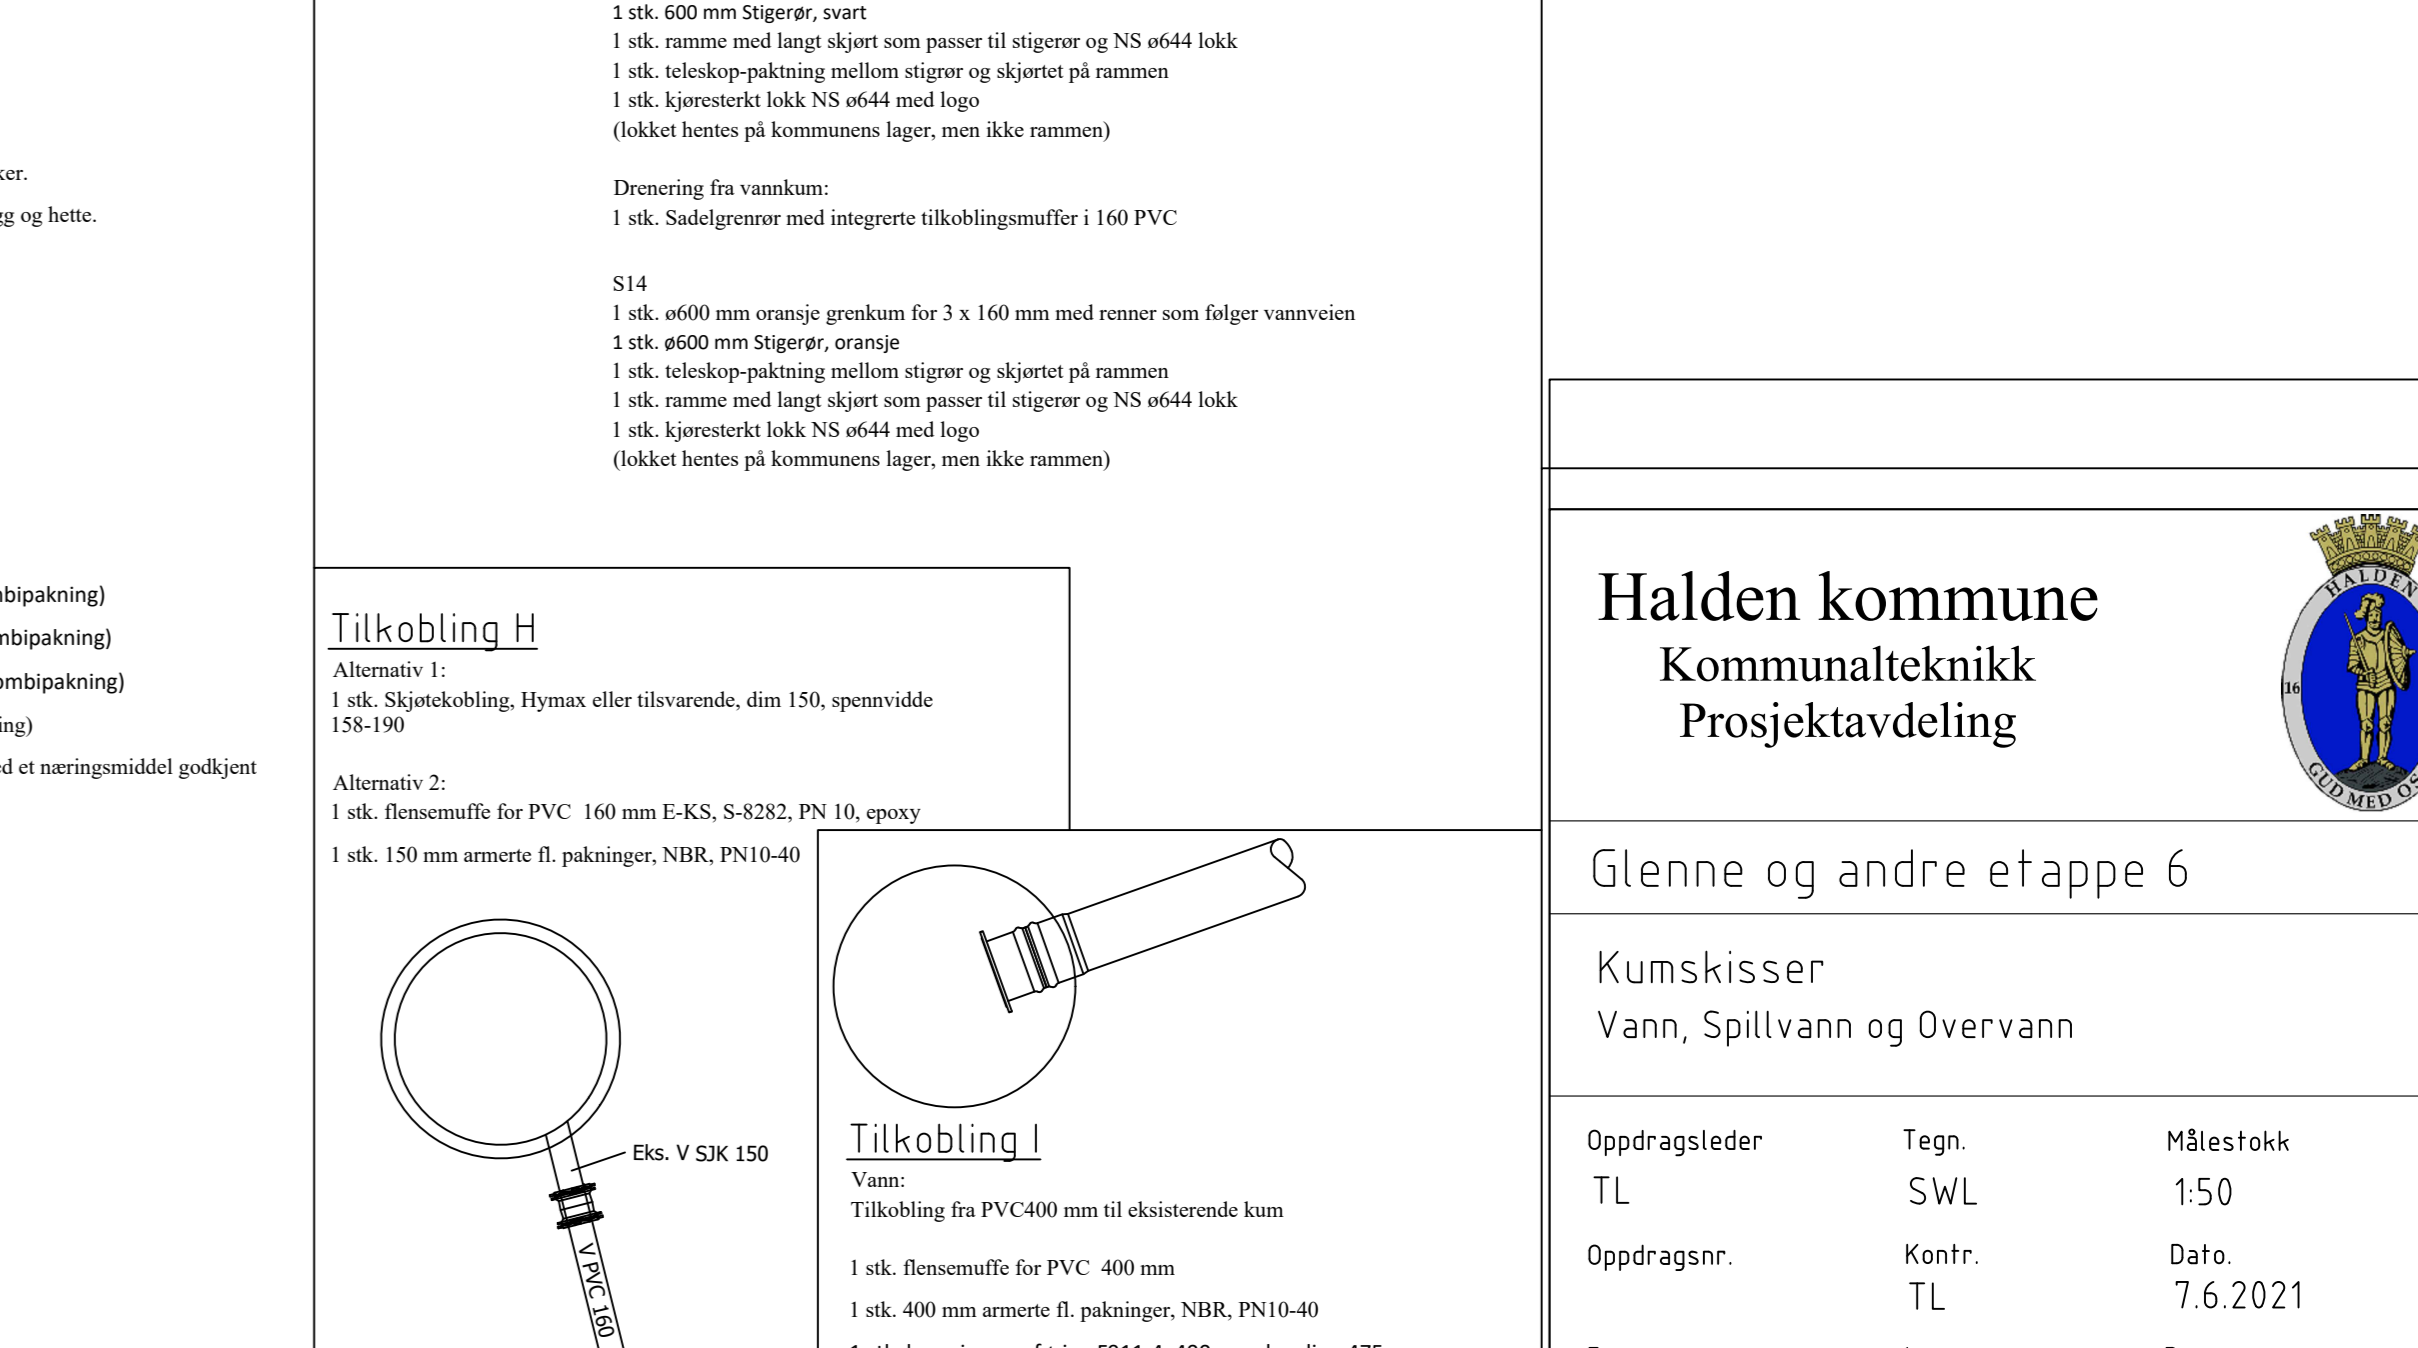 1 stk. 600 mm Stigerør, svart
1 stk. ramme med langt skjørt som passer til stigerør og NS ø644 lokk
1 stk. teleskop-paktning mellom stigrør og skjørtet på rammen
1 stk. kjøresterkt lokk NS ø644 med logo
(lokket hentes på kommunens lager, men ikke rammen)
Drenering fra vannkum:
1 stk. Sadelgrenrør med integrerte tilkoblingsmuffer i 160 PVC
S14
1 stk. ø600 mm oransje grenkum for 3 x 160 mm med renner som følger vannveien
1 stk. ø600 mm Stigerør, oransje
1 stk. teleskop-paktning mellom stigrør og skjørtet på rammen
1 stk. ramme med langt skjørt som passer til stigerør og NS ø644 lokk
1 stk. kjøresterkt lokk NS ø644 med logo
(lokket hentes på kommunens lager, men ikke rammen)
og hette.
et næringsmiddel godkjent
Tilkobling H
Alternativ 1:
1 stk. Skjøtekobling, Hymax eller tilsvarende, dim 150, spennvidde
158-190
Alternativ 2:
1 stk. flensemuffe for PVC 160 mm E-KS, S-8282, PN 10, epoxy
1 stk. 150 mm armerte fl. pakninger, NBR, PN10-40
Eks. V SJK 150
V PVC 160
Tilkobling I
Vann:
Tilkobling fra PVC400 mm til eksisterende kum
1 stk. flensemuffe for PVC 400 mm
1 stk. 400 mm armerte fl. pakninger, NBR, PN10-40
Halden kommune
Kommunalteknikk
Prosjektavdeling
HALDEN
16
GUD MED
Glenne og andre etappe 6
Kumskisser
Vann, Spillvann og Overvann
Oppdragsleder
TL
Tegn.
SWL
Målestokk
1:50
Oppdragsnr.
Kontr.
TL
Dato.
7.6.2021